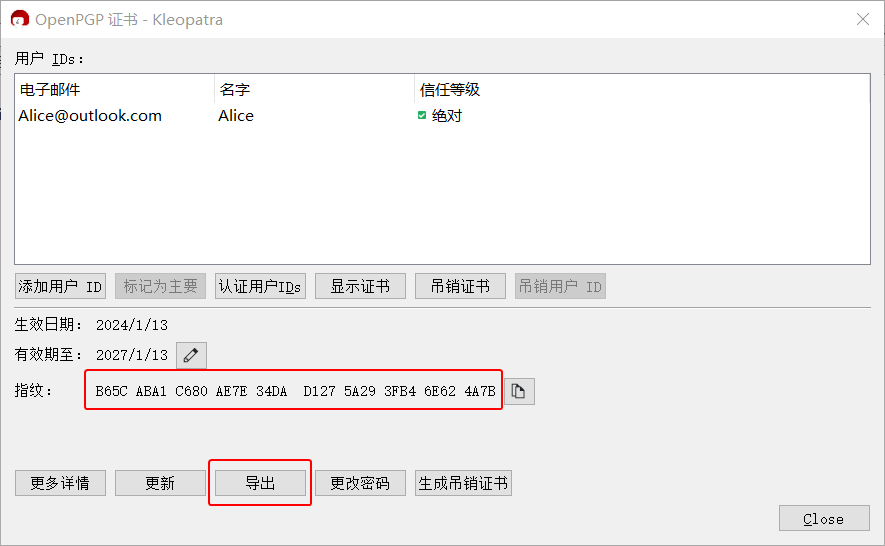 OpenPGP 证书 - Kleopatra
用户 IDs:
电子邮件 名字 信任等级
Alice@outlook.com Alice 绝对
添加用户 ID 标记为主要 认证用户IDs 显示证书 吊销证书 吊销用户 ID
生效日期: 2024/1/13
有效期至: 2027/1/13
指纹: B65C ABA1 C680 AE7E 34DA  D127 5A29 3FB4 6E62 4A7B
更多详情 更新 导出 更改密码 生成吊销证书
Close